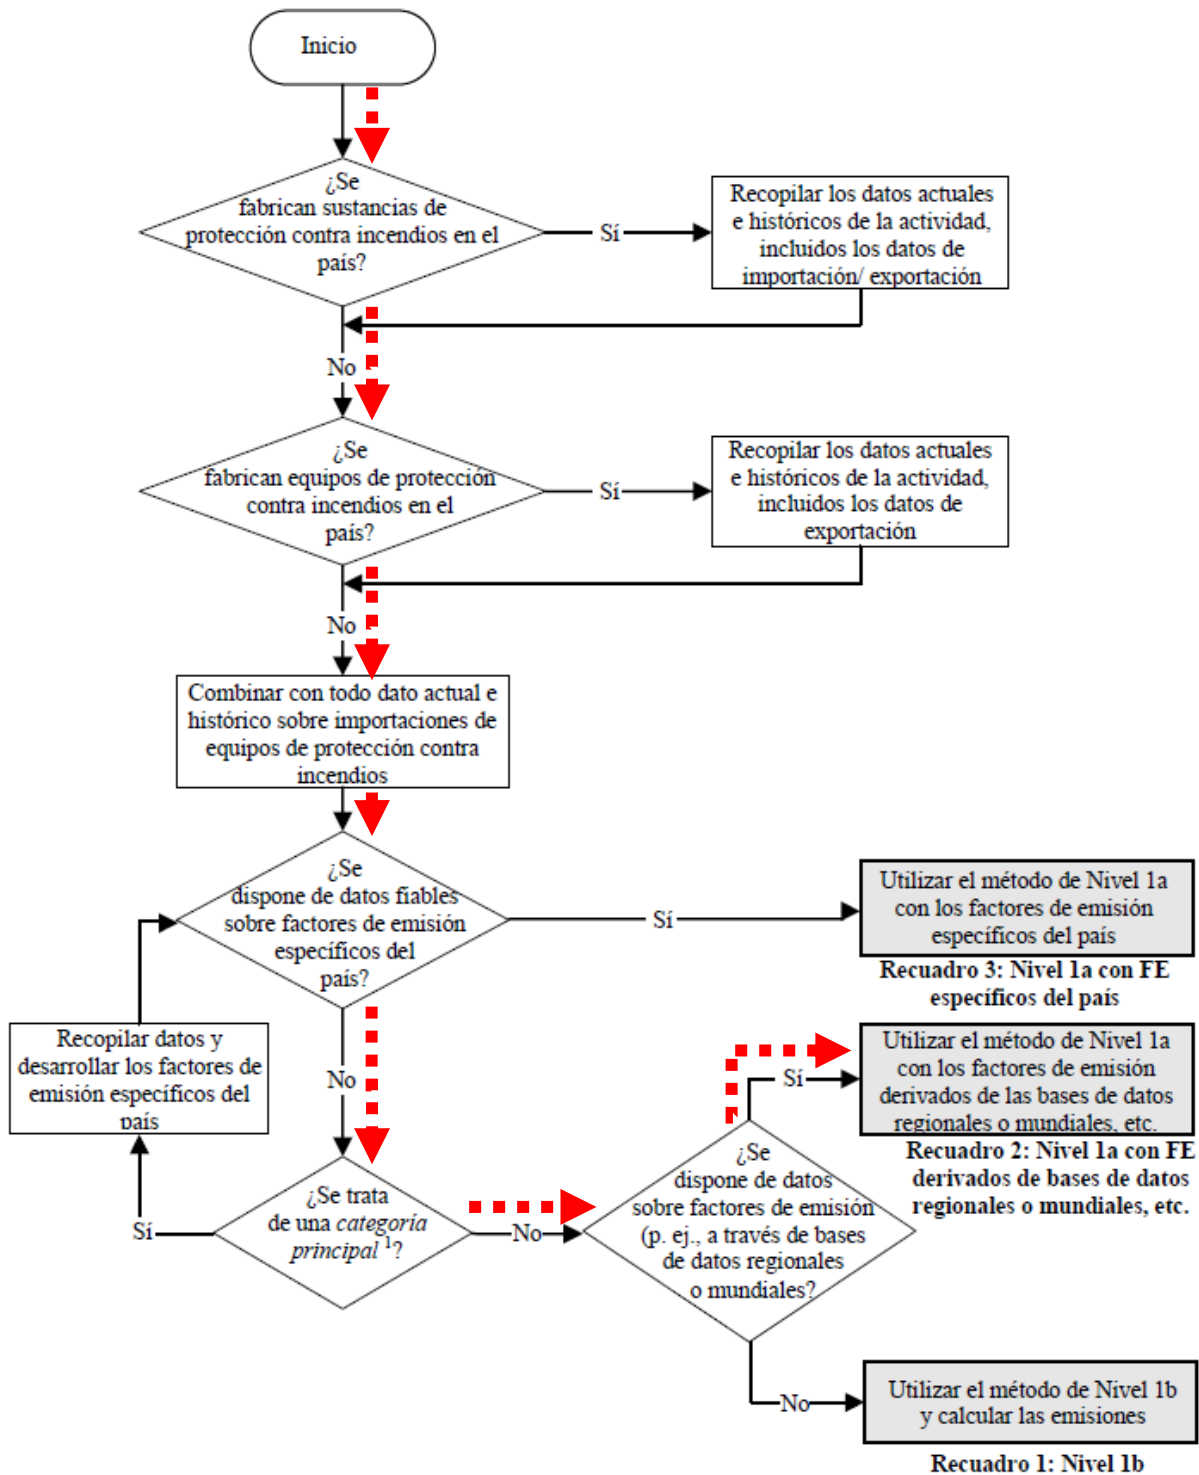 Inicio
¿Se
fabrican sustancias de
protección contra incendios en el
país?
Sí
Recopilar los datos actuales
e históricos de la actividad,
incluidos los datos de
importación/ exportación
No
¿Se
fabrican equipos de protección
contra incendios en el
país?
Sí
Recopilar los datos actuales
e históricos de la actividad,
incluidos los datos de
exportación
No
Combinar con todo dato actual e
histórico sobre importaciones de
equipos de protección contra
incendios
¿Se
dispone de datos fiables
sobre factores de emisión
específicos del
país?
Sí
Utilizar el método de Nivel 1a
con los factores de emisión
específicos del país
Recuadro 3: Nivel 1a con FE
específicos del país
Recopilar datos y
desarrollar los factores de
emisión específicos del
país
No
Sí
Utilizar el método de Nivel 1a
con los factores de emisión
derivados de las bases de datos
regionales o mundiales, etc.
Recuadro 2: Nivel 1a con FE
derivados de bases de datos
regionales o mundiales, etc.
¿Se trata
de una categoría
principal 1?
Sí
No
¿Se
dispone de datos
sobre factores de emisión
(p. ej., a través de bases
de datos regionales
o mundiales?
No
Utilizar el método de Nivel 1b
y calcular las emisiones
Recuadro 1: Nivel 1b